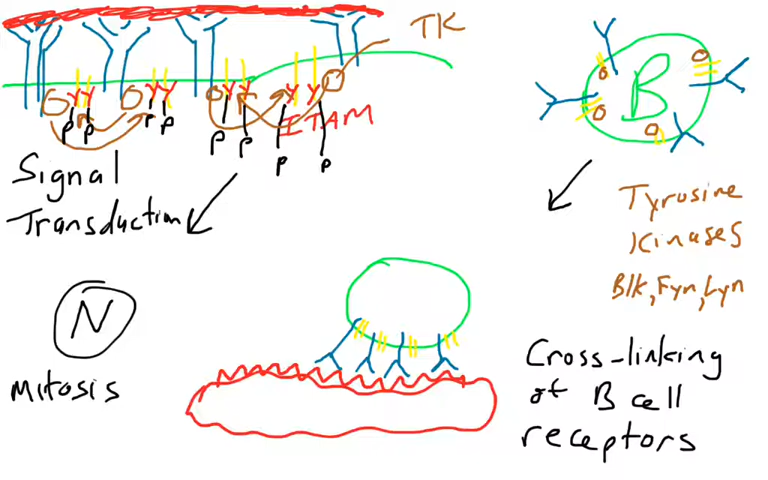 TK
B
Y Y Y Y Y Y Y Y
P P P P P P P P
ITAM
Signal
Transduction
Tyrosine
Kinases
Blk, Fyn, Lyn
N
Mitosis
Cross-linking
of B cell
receptors